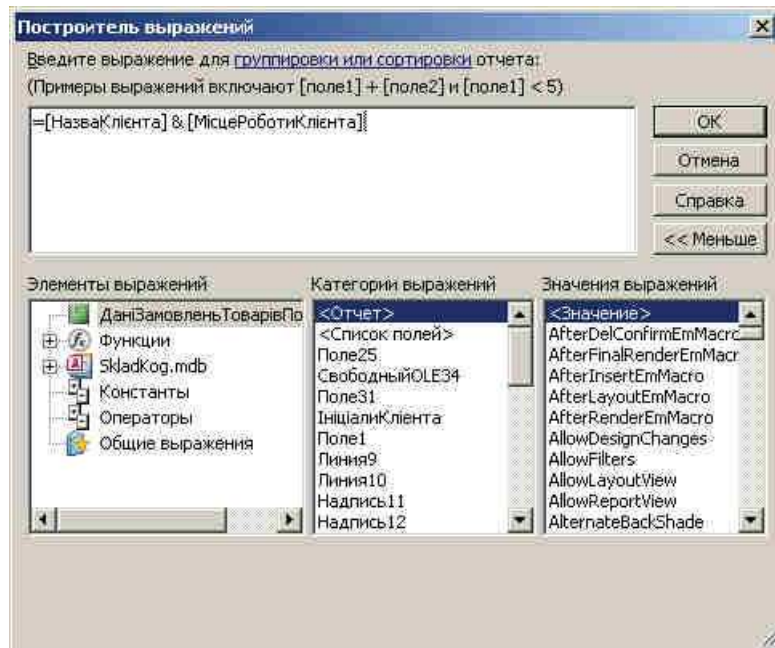 Построитель выражений
Введите выражение для группировки или сортировки отчета:
(Примеры выражений включают [поле1] + [поле2] и [поле1] < 5)
=[НазваКлієнта] & [МісцеРоботиКлієнта]
ОК
Отмена
Справка
<< Меньше
Элементы выражений
ДаніЗамовленьТоварівПо
Функции
SkladKog.mdb
Константы
Операторы
Общие выражения
Категории выражений
<Отчет>
<Список полей>
Поле25
СвободныйOLE34
Поле31
ІніціалиКлієнта
Поле1
Линия9
Линия10
Надпись11
Надпись12
Значения выражений
<Значение>
AfterDelConfirmEmMacro
AfterFinalRenderEmMacr
AfterInsertEmMacro
AfterLayoutEmMacro
AfterRenderEmMacro
AllowDesignChanges
AllowFilters
AllowLayoutView
AllowReportView
AlternateBackShade